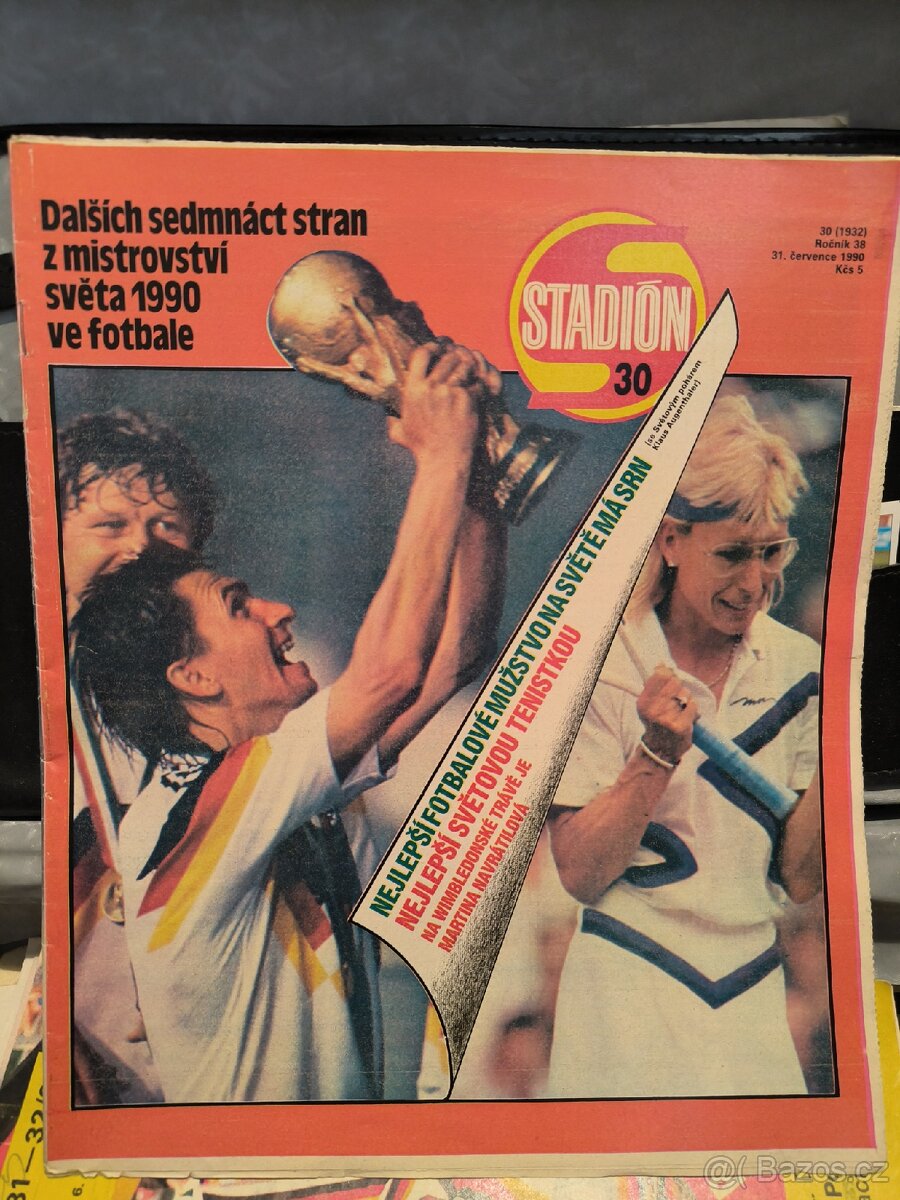 Dalších sedmnáct stran
z mistrovství
světa 1990
ve fotbale
30 (1932)
Ročník 38
31. července 1990
Kčs 5
STADIÓN
30
(se Světovým pohárem
Klaus Augenthaler)
NEJLEPŠÍ FOTBALOVÉ MUŽSTVO NA SVĚTĚ MÁ SRN
NEJLEPŠÍ SVĚTOVOU TENISTKOU
NA WIMBLEDONSKÉ TRÁVĚ JE
MARTINA NAVRÁTILOVÁ
Bazos.cz